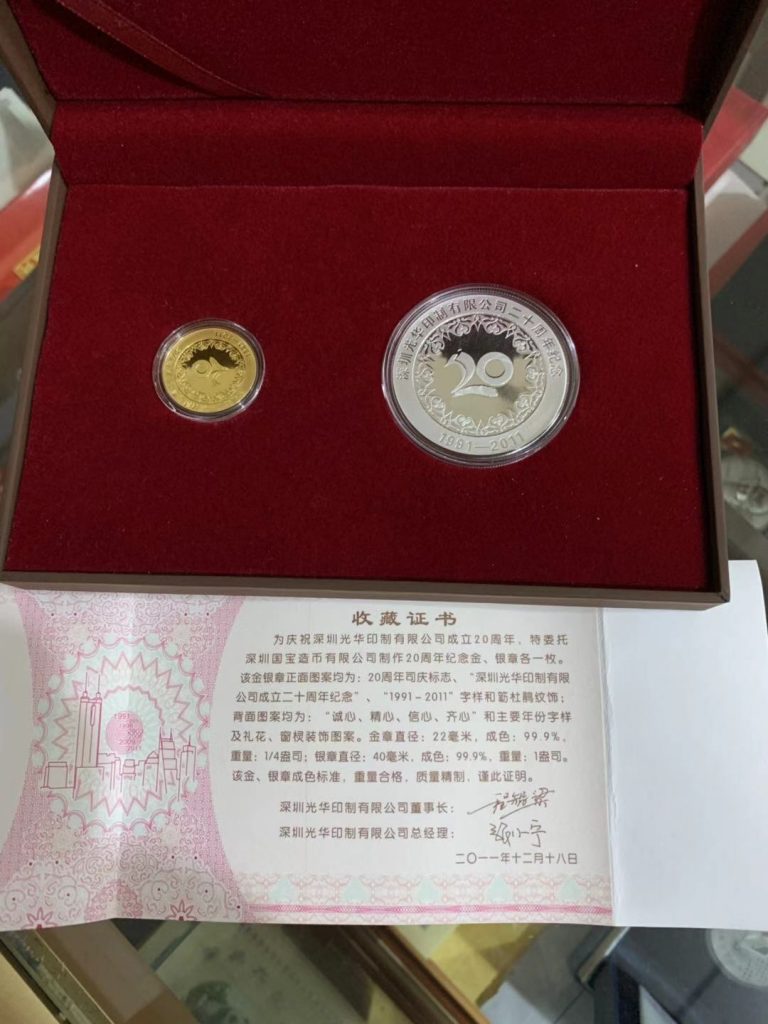 深圳光华印制有限公司二十周年纪念
20
1991—2011
收藏证书
为庆祝深圳光华印制有限公司成立20周年，特委托
深圳国宝造币有限公司制作20周年纪念金、银章各一枚。
该金银章正面图案均为：20周年司庆标志、“深圳光华印制有限
公司成立二十周年纪念”、“1991-2011”字样和簕杜鹃纹饰；
背面图案均为：“诚心、精心、信心、齐心”和主要年份字样
及礼花、窗棂装饰图案。金章直径：22毫米，成色：99.9%，
重量：1/4盎司；银章直径：40毫米，成色：99.9%，重量：1盎司。
该金、银章成色标准，重量合格，质量精制，谨此证明。
深圳光华印制有限公司董事长：
深圳光华印制有限公司总经理：
二〇一一年十二月十八日
1991